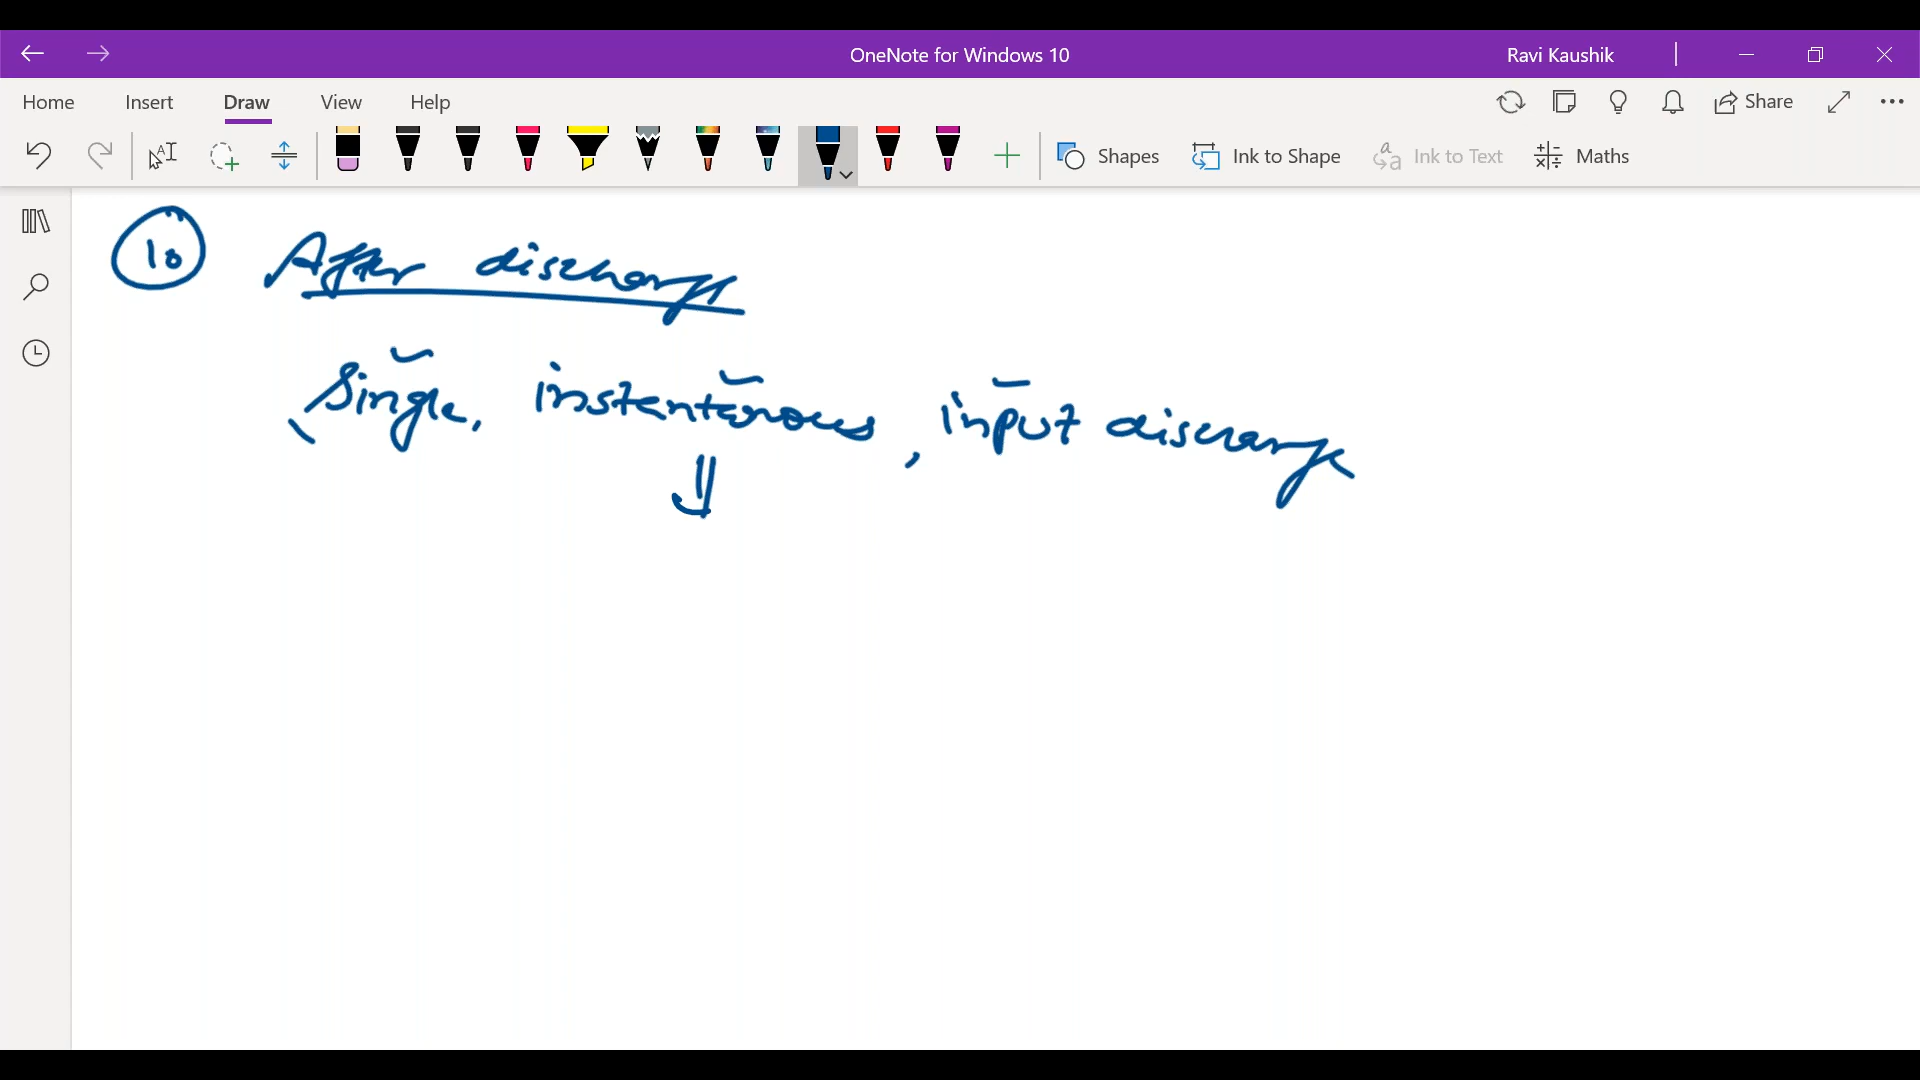 OneNote for Windows 10
Ravi Kaushik
Home Insert Draw View Help
Share
Shapes Ink to Shape Ink to Text Maths
10 After discharge
Single, instantanous, input discharge